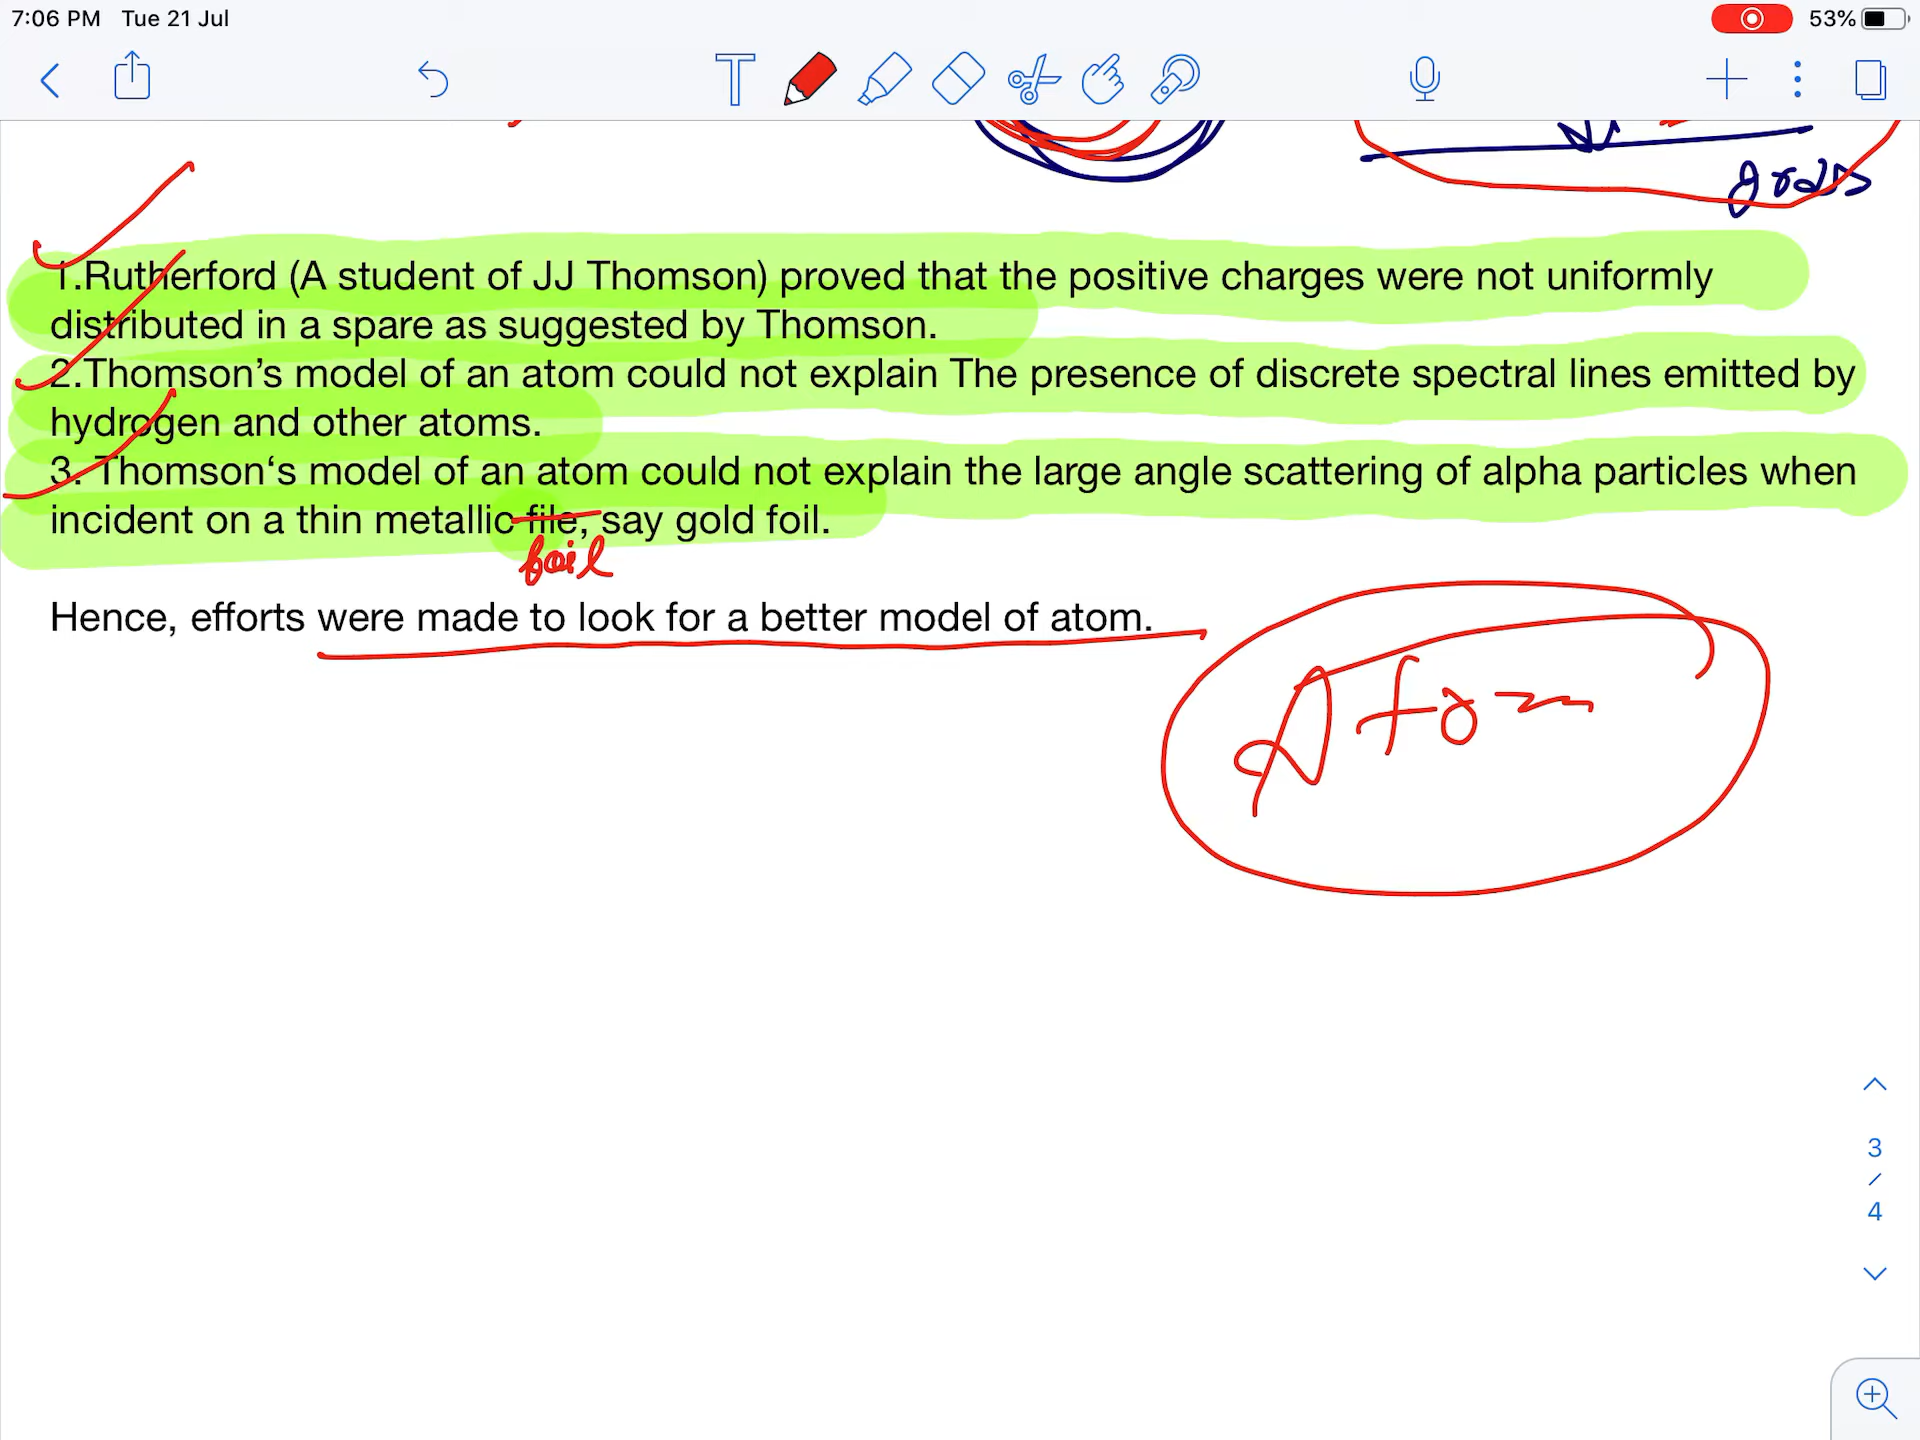 7:06 PM Tue 21 Jul
53%
grass
1.Rutherford (A student of JJ Thomson) proved that the positive charges were not uniformly
distributed in a spare as suggested by Thomson.
2.Thomson’s model of an atom could not explain The presence of discrete spectral lines emitted by
hydrogen and other atoms.
3. Thomson‘s model of an atom could not explain the large angle scattering of alpha particles when
incident on a thin metallic file, say gold foil.
foil
Hence, efforts were made to look for a better model of atom.
Atom
3
/
4